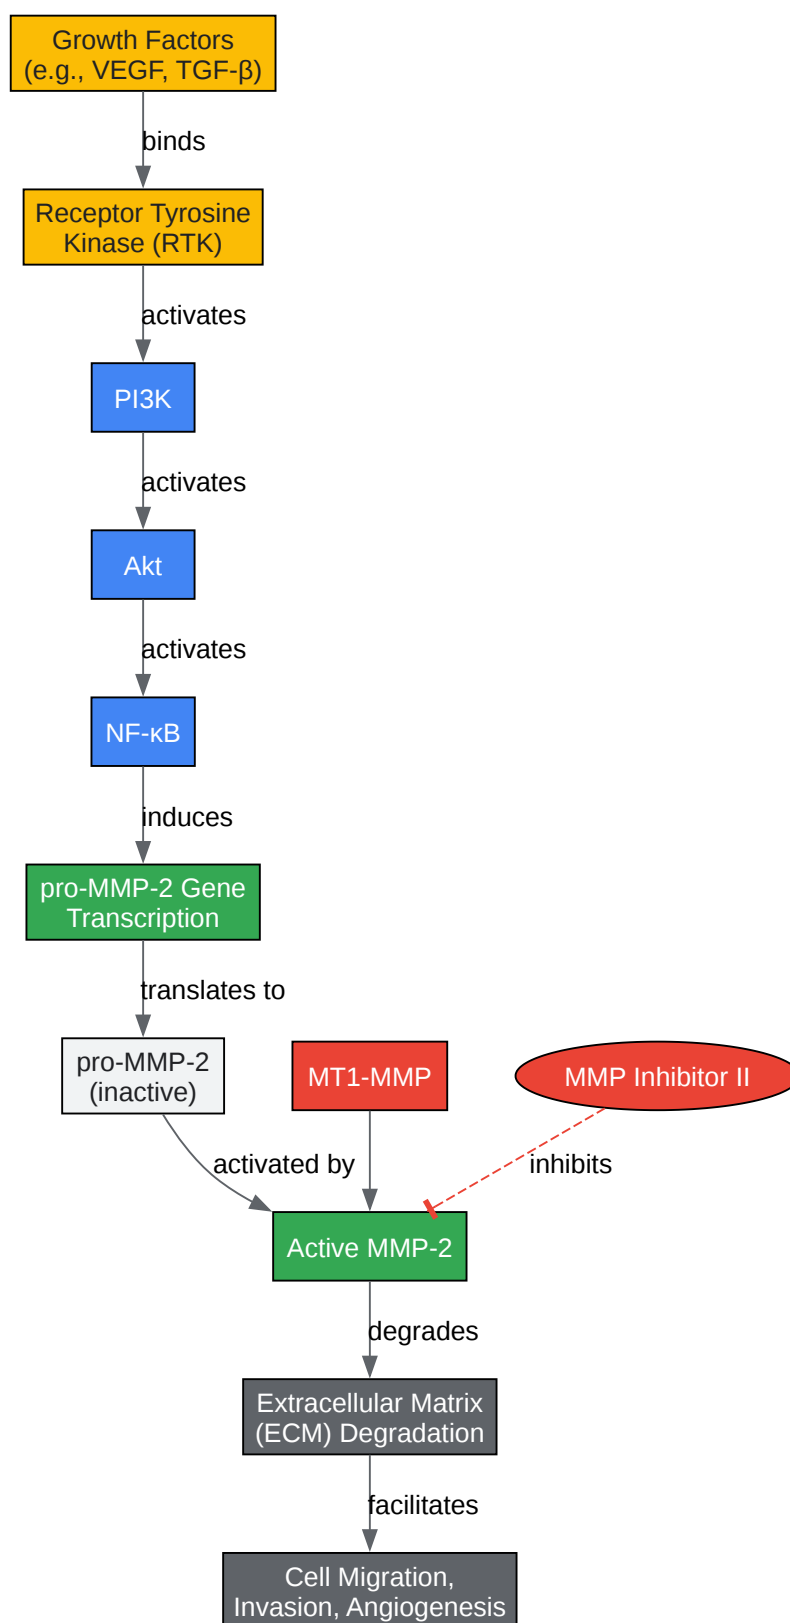 Growth Factors
(e.g., VEGF, TGF-β)
binds
Receptor Tyrosine
Kinase (RTK)
activates
PI3K
activates
Akt
activates
NF-κB
induces
pro-MMP-2 Gene
Transcription
translates to
pro-MMP-2
(inactive)
MT1-MMP
MMP Inhibitor II
activated by
inhibits
Active MMP-2
degrades
Extracellular Matrix
(ECM) Degradation
facilitates
Cell Migration,
Invasion, Angiogenesis